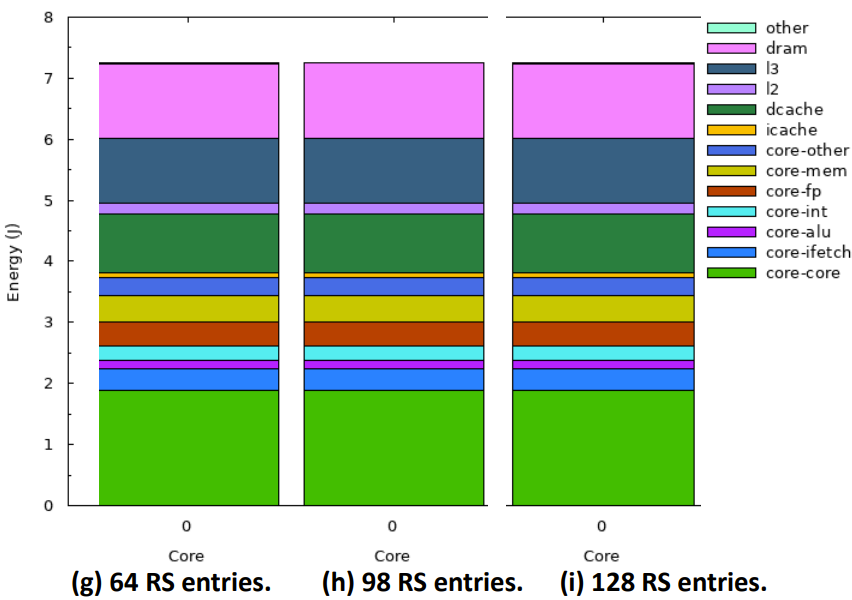 8
7
6
5
4
3
2
1
0
Energy (J)
0
0
0
Core
Core
Core
(g) 64 RS entries.
(h) 98 RS entries.
(i) 128 RS entries.
other
dram
l3
l2
dcache
icache
core-other
core-mem
core-fp
core-int
core-alu
core-ifetch
core-core